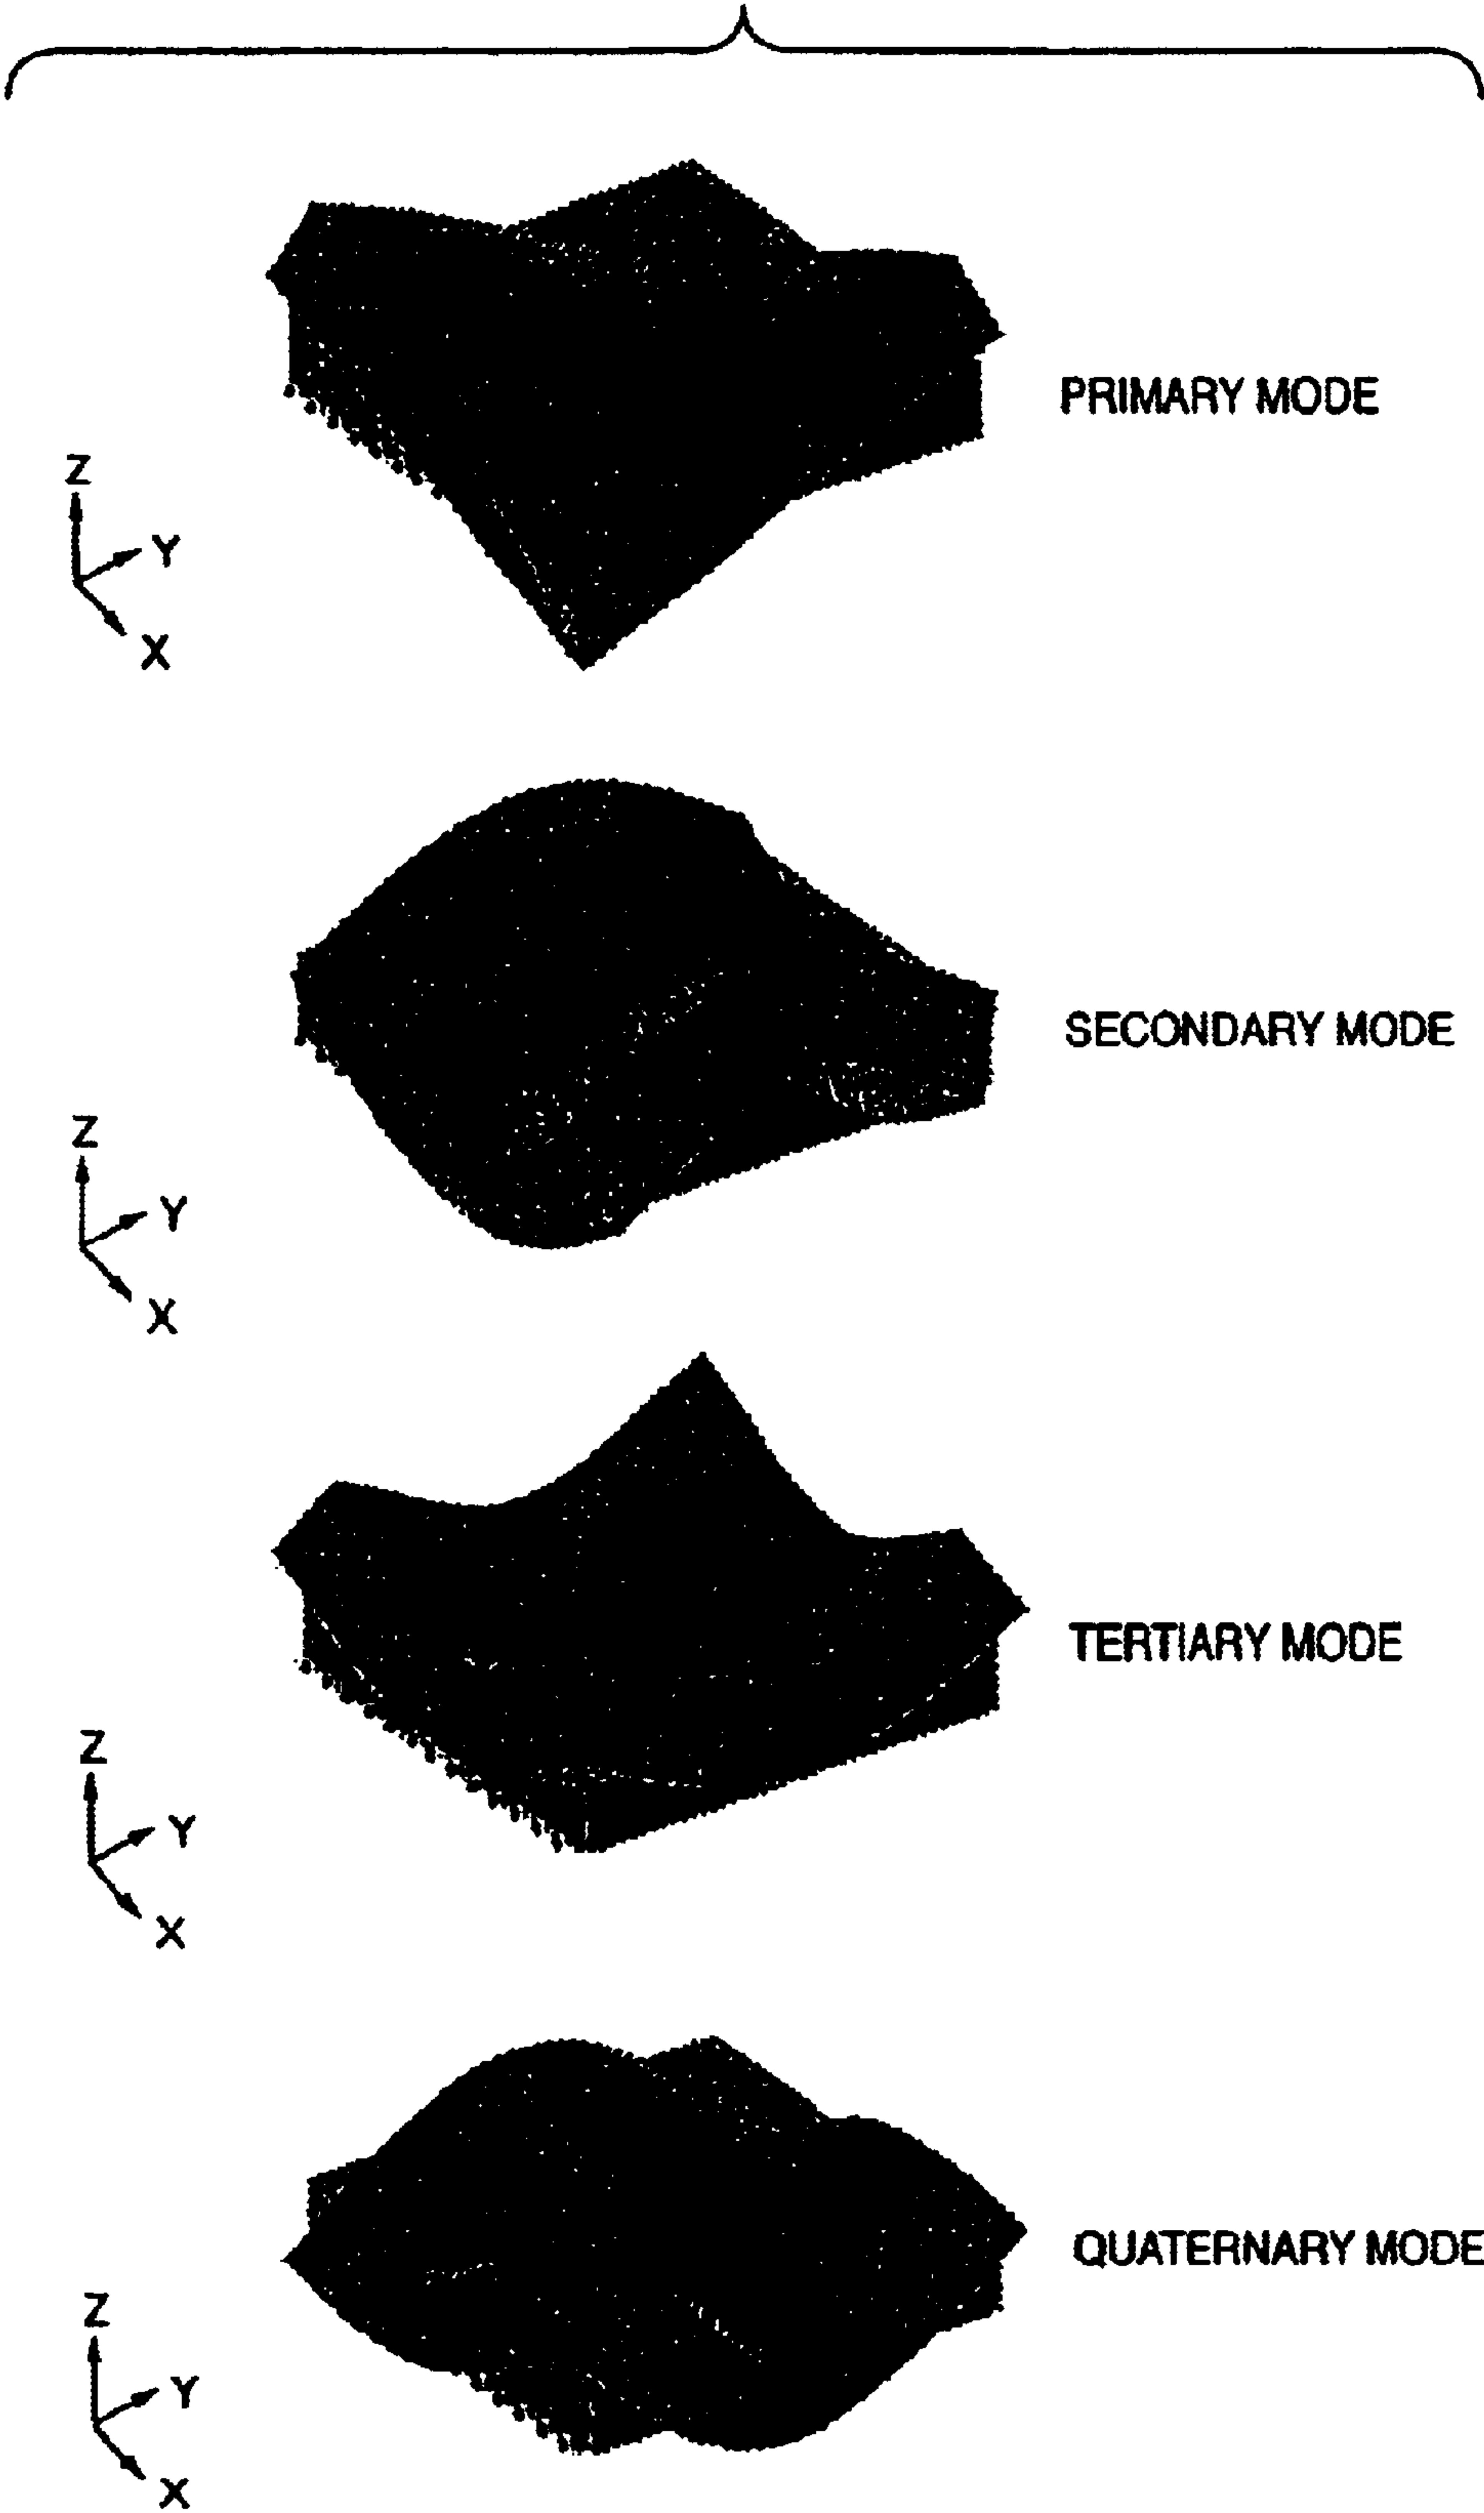 PRIMARY MODE
Z
Y
X
SECONDARY MODE
Z
Y
X
TERTIARY MODE
Z
Y
X
QUATERNARY MODE
Z
Y
X